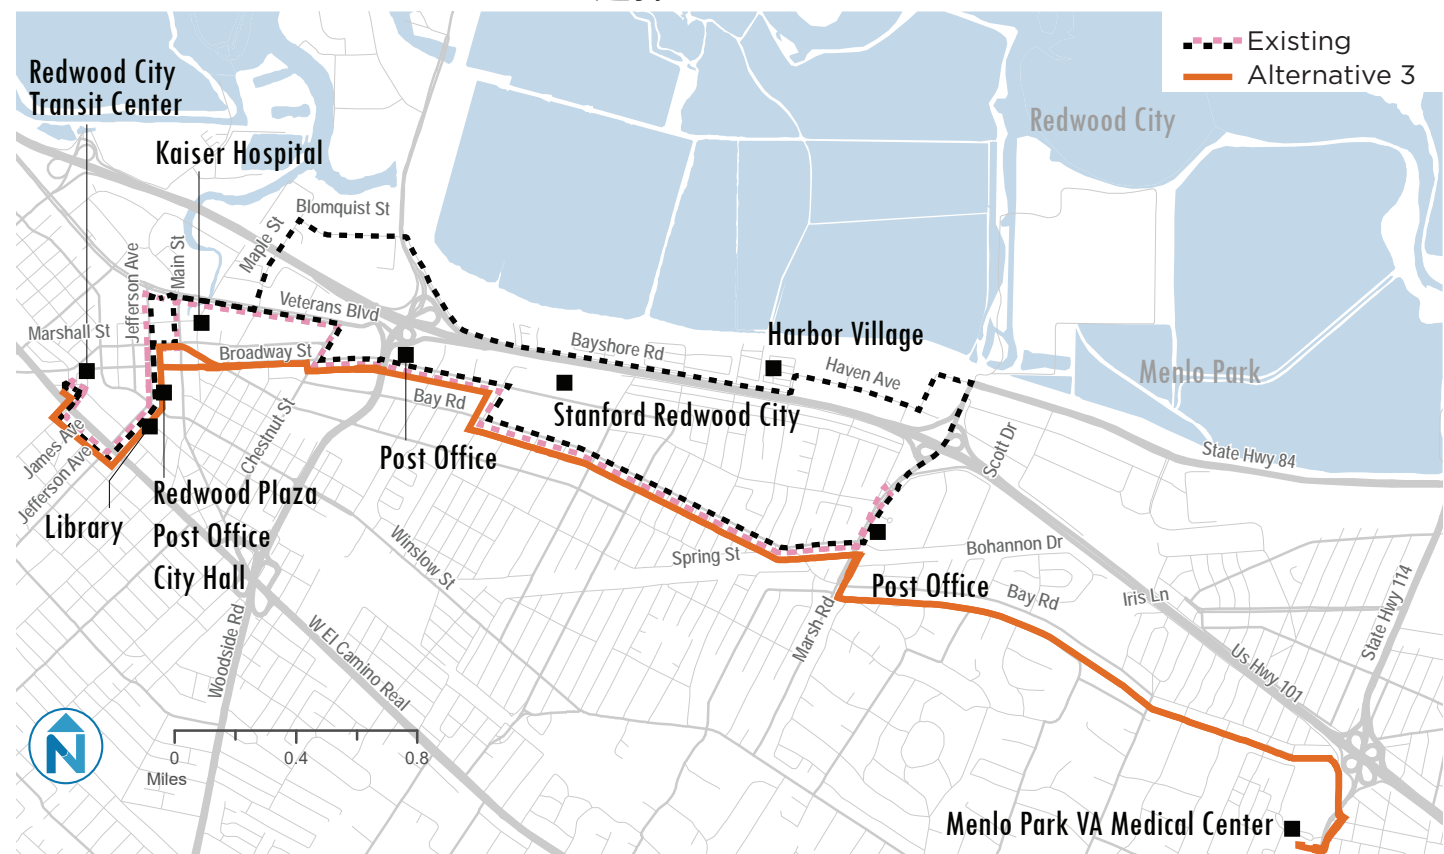 Existing
Alternative 3
Redwood City
Transit Center
Kaiser Hospital
Redwood City
Blomquist St
Maple St
Main St
Jefferson Ave
Veterans Blvd
Marshall St
Broadway St
Harbor Village
Bayshore Rd
Haven Ave
Menlo Park
Bay Rd
Stanford Redwood City
Chestnut St
James Ave
Jefferson Ave
Post Office
Scott Dr
State Hwy 84
Redwood Plaza
Post Office
City Hall
Library
Winslow St
Spring St
Bohannon Dr
Post Office
Bay Rd
Iris Ln
State Hwy 114
Marsh Rd
Woodside Rd
W El Camino Real
Us Hwy 101
N
0
0.4
0.8
Miles
Menlo Park VA Medical Center